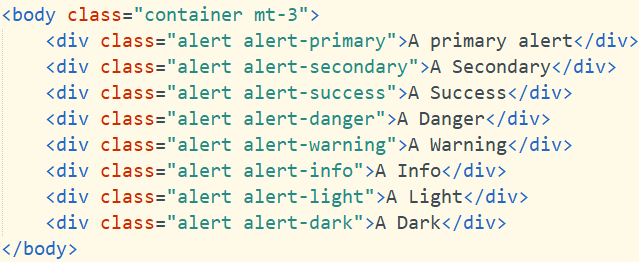 <body class="container mt-3">
    <div class="alert alert-primary">A primary alert</div>
    <div class="alert alert-secondary">A Secondary</div>
    <div class="alert alert-success">A Success</div>
    <div class="alert alert-danger">A Danger</div>
    <div class="alert alert-warning">A Warning</div>
    <div class="alert alert-info">A Info</div>
    <div class="alert alert-light">A Light</div>
    <div class="alert alert-dark">A Dark</div>
</body>